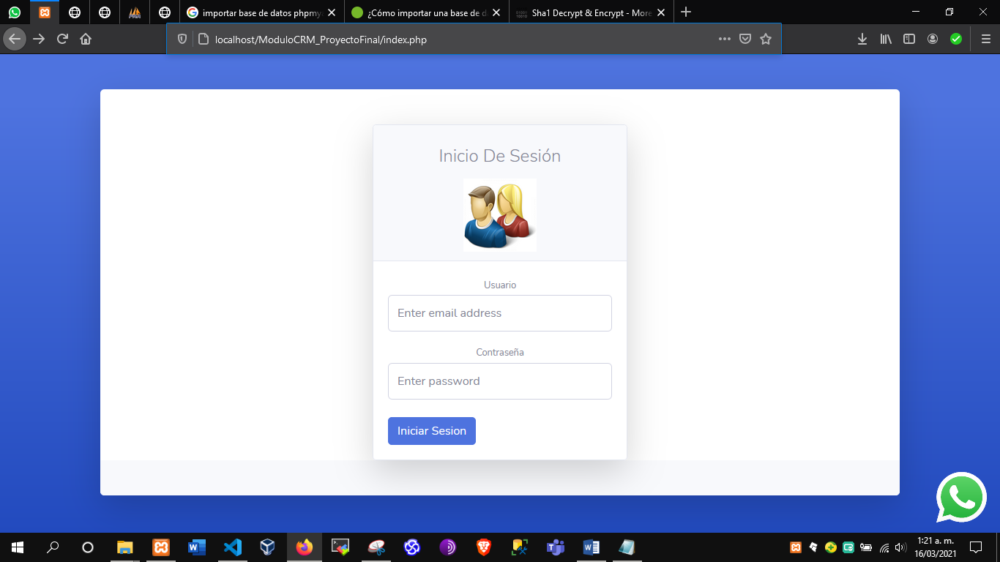 importar base de datos phpmya
¿Cómo importar una base de d
Sha1 Decrypt & Encrypt - More
localhost/ModuloCRM_ProyectoFinal/index.php
Inicio De Sesión
Usuario
Enter email address
Contraseña
Enter password
Iniciar Sesion
1:21 a. m.
16/03/2021